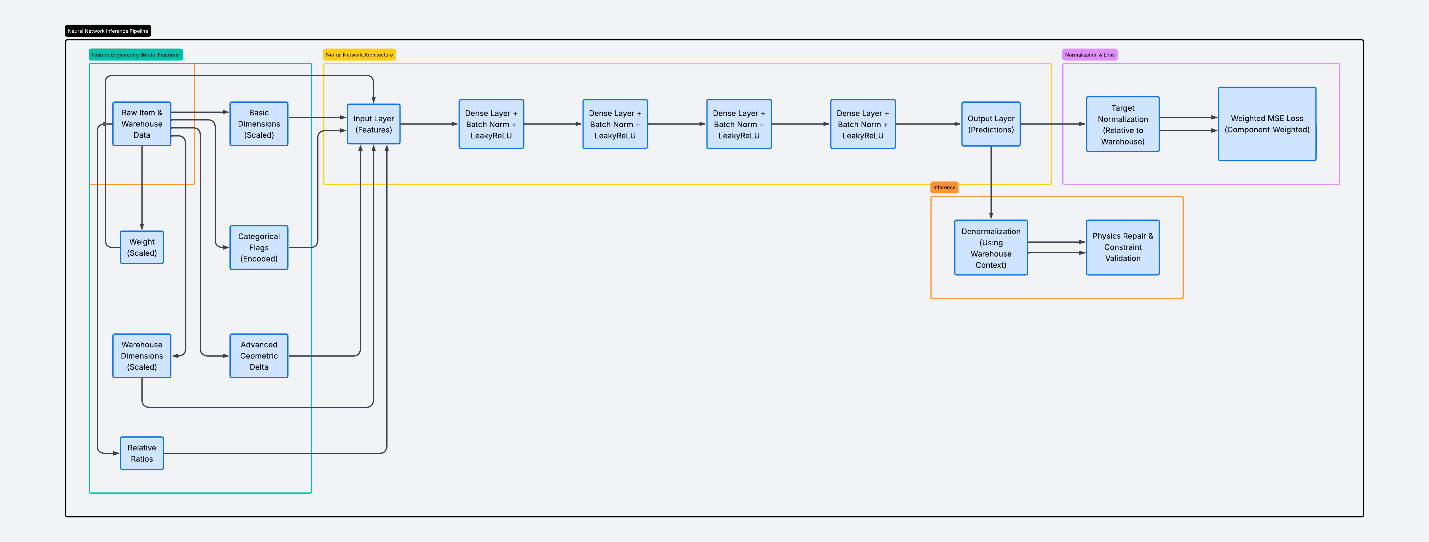 Neural Network Inference Pipeline
Feature Engineering (Model Features)
Neural Network Architecture
Normalization & Loss
Raw Item &
Warehouse
Data
Basic
Dimensions
(Scaled)
Input Layer
(Features)
Dense Layer +
Batch Norm +
LeakyReLU
Dense Layer +
Batch Norm +
LeakyReLU
Dense Layer +
Batch Norm +
LeakyReLU
Dense Layer +
Batch Norm +
LeakyReLU
Output Layer
(Predictions)
Target
Normalization
(Relative to
Warehouse)
Weighted MSE Loss
(Component-Weighted)
Inference
Weight
(Scaled)
Categorical
Flags
(Encoded)
Denormalization
(Using
Warehouse
Context)
Physics Repair &
Constraint
Validation
Warehouse
Dimensions
(Scaled)
Advanced
Geometric
Delta
Relative
Ratios